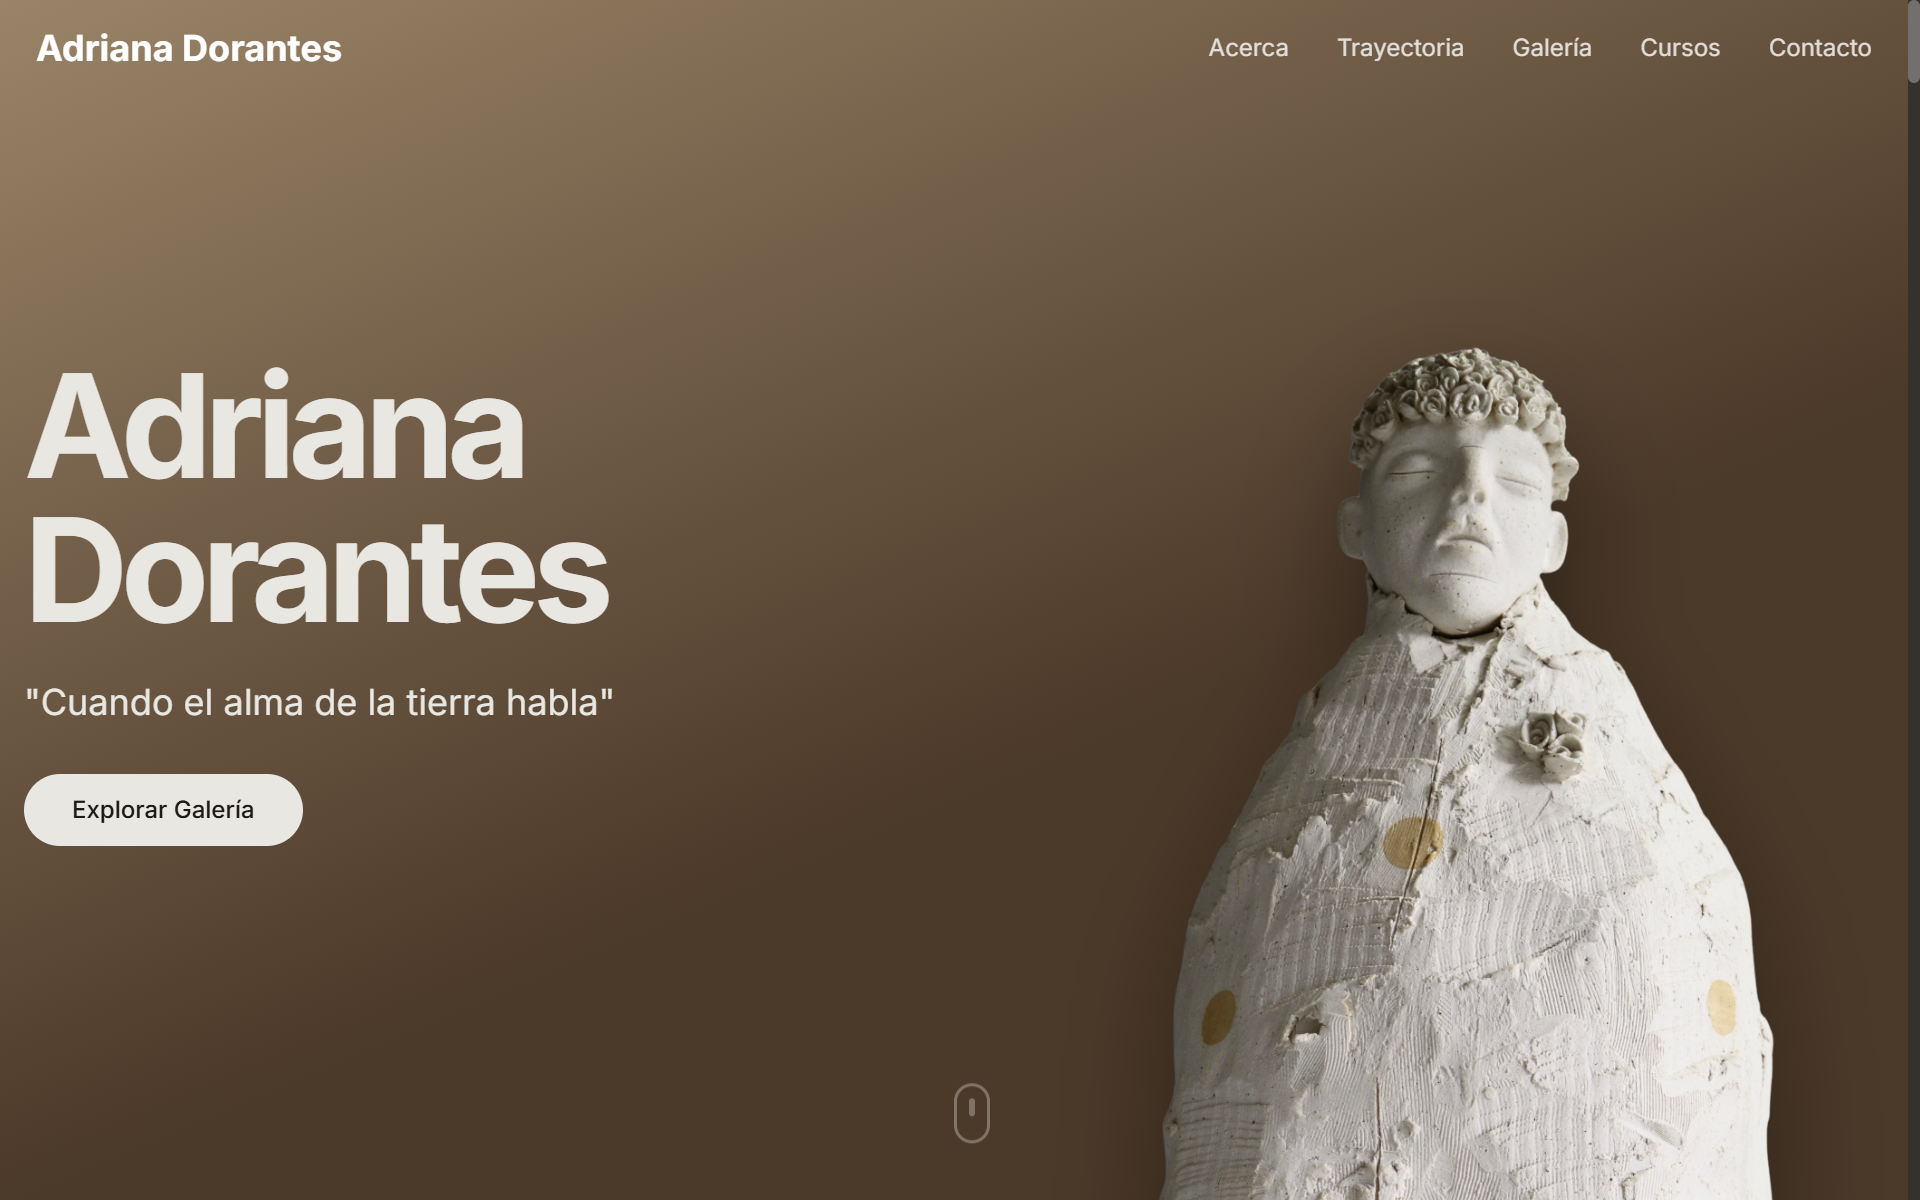 Adriana Dorantes
Acerca
Trayectoria
Galería
Cursos
Contacto
Adriana
Dorantes
"Cuando el alma de la tierra habla"
Explorar Galería